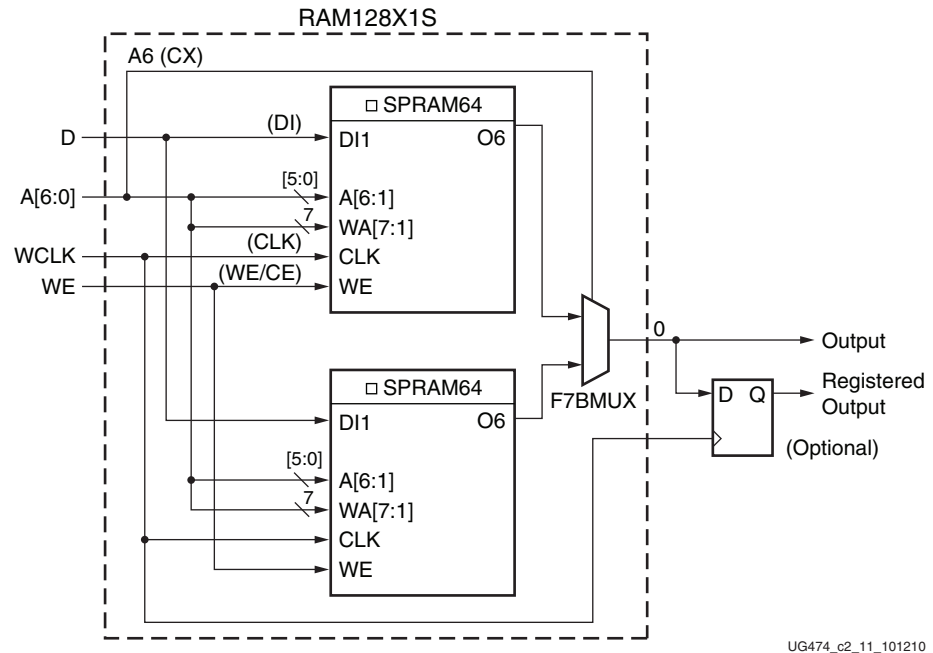 RAM128X1S
A6 (CX)
□ SPRAM64
D
(DI)
DI1
O6
A[6:0]
[5:0]
A[6:1]
7
WA[7:1]
WCLK
(CLK)
CLK
WE
(WE/CE)
WE
0
Output
□ SPRAM64
F7BMUX
D Q
Registered
Output
DI1
O6
(Optional)
[5:0]
A[6:1]
7
WA[7:1]
CLK
WE
UG474_c2_11_101210